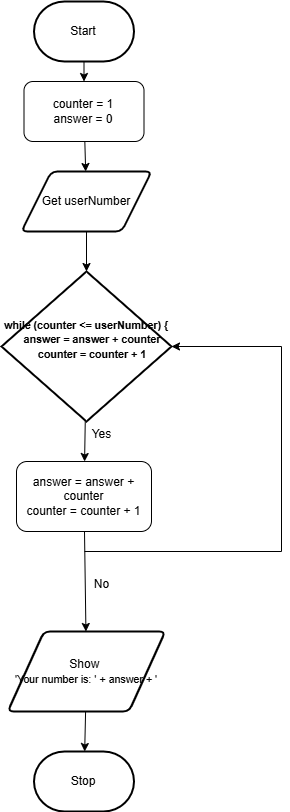 Start
counter = 1
answer = 0
Get userNumber
while (counter <= userNumber) {
answer = answer + counter
counter = counter + 1
Yes
answer = answer +
counter
counter = counter + 1
No
Show
'Your number is: ' + answer + '
Stop